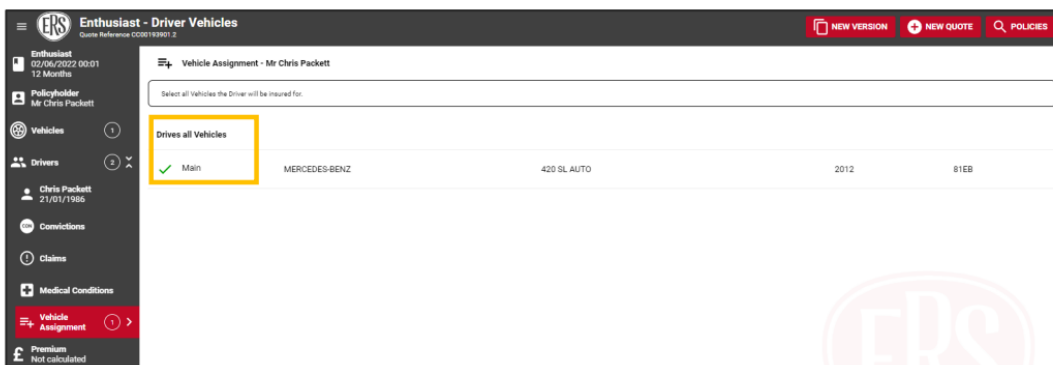 ERS
Enthusiast - Driver Vehicles
Quote Reference CC00193901.2
NEW VERSION
NEW QUOTE
POLICIES
Enthusiast
02/06/2022 00:01
12 Months
Policyholder
Mr Chris Packett
Vehicles 1
Drivers 2
Chris Packett
21/01/1986
CON Convictions
Claims
Medical Conditions
Vehicle
Assignment 1
£ Premium
Not calculated
Vehicle Assignment - Mr Chris Packett
Select all Vehicles the Driver will be insured for.
Drives all Vehicles
Main MERCEDES-BENZ 420 SL AUTO 2012 81EB
ERS